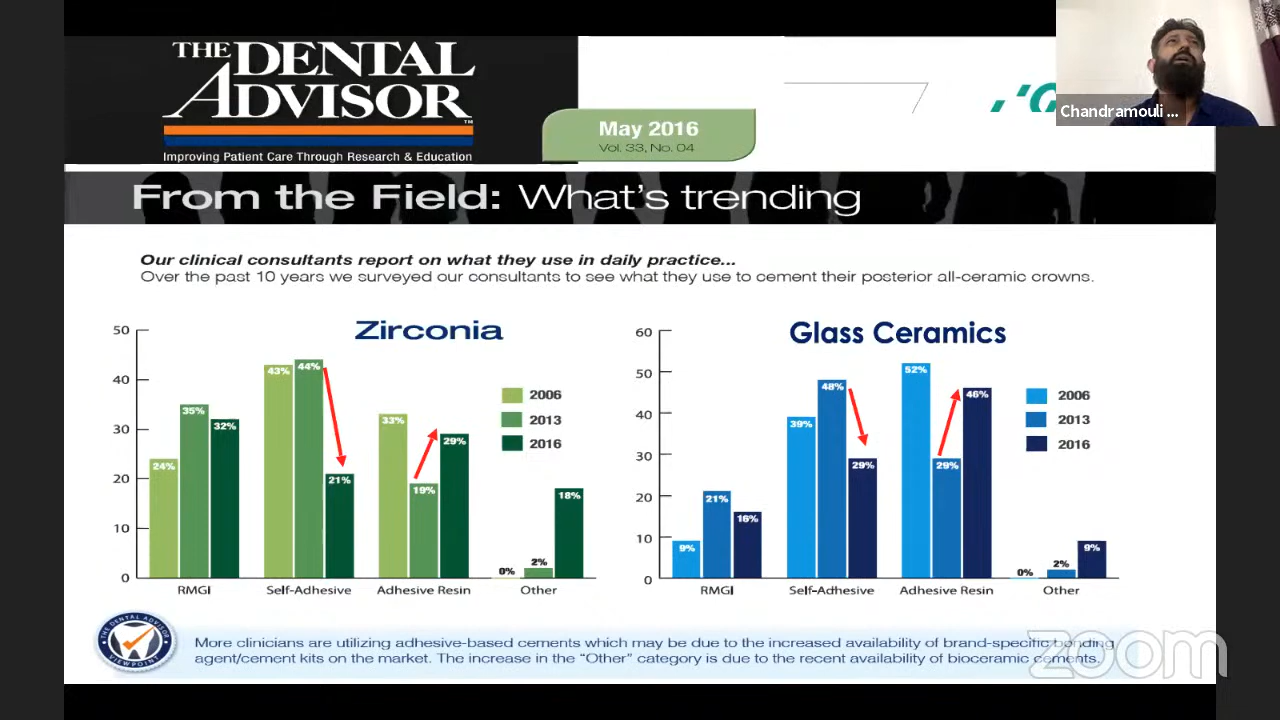 THE DENTAL
ADVISOR™
Improving Patient Care Through Research & Education
May 2016
Vol. 33, No. 04
Chandramouli ...
From the Field: What's trending
Our clinical consultants report on what they use in daily practice...
Over the past 10 years we surveyed our consultants to see what they use to cement their posterior all-ceramic crowns.
Zirconia
50
40
30
20
10
0
24%
35%
32%
43%
44%
21%
33%
19%
29%
0%
2%
18%
2006
2013
2016
RMGI
Self-Adhesive
Adhesive Resin
Other
Glass Ceramics
60
50
40
30
20
10
0
9%
21%
16%
39%
48%
29%
52%
29%
46%
0%
2%
9%
2006
2013
2016
RMGI
Self-Adhesive
Adhesive Resin
Other
THE DENTAL ADVISOR
VIEWPOINT
More clinicians are utilizing adhesive-based cements which may be due to the increased availability of brand-specific bonding
agent/cement kits on the market. The increase in the "Other" category is due to the recent availability of bioceramic cements.
zoom